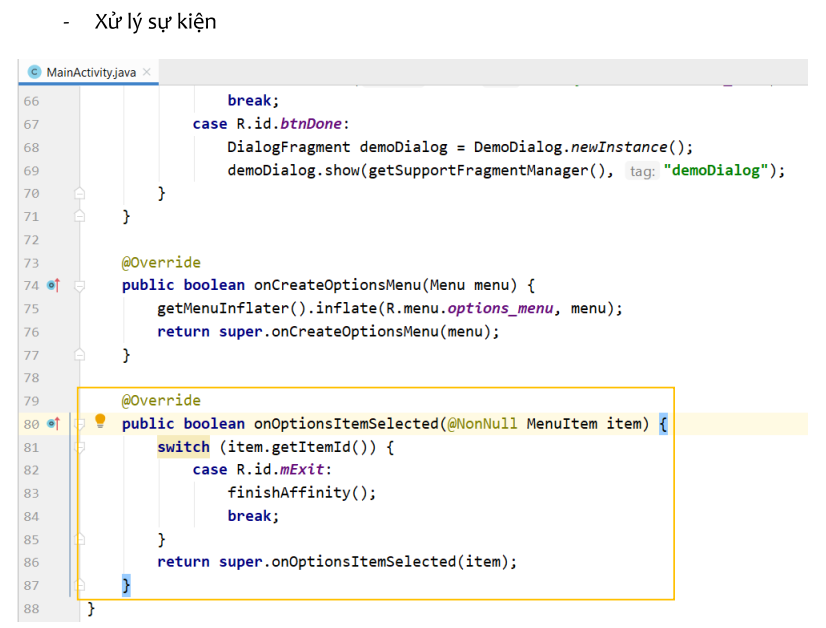 - Xử lý sự kiện
MainActivity.java
66 break;
67 case R.id.btnDone:
68 DialogFragment demoDialog = DemoDialog.newInstance();
69 demoDialog.show(getSupportFragmentManager(), tag: "demoDialog");
70 }
71 }
72
73 @Override
74 public boolean onCreateOptionsMenu(Menu menu) {
75 getMenuInflater().inflate(R.menu.options_menu, menu);
76 return super.onCreateOptionsMenu(menu);
77 }
78
79 @Override
80 public boolean onOptionsItemSelected(@NonNull MenuItem item) {
81 switch (item.getItemId()) {
82 case R.id.mExit:
83 finishAffinity();
84 break;
85 }
86 return super.onOptionsItemSelected(item);
87 }
88 }